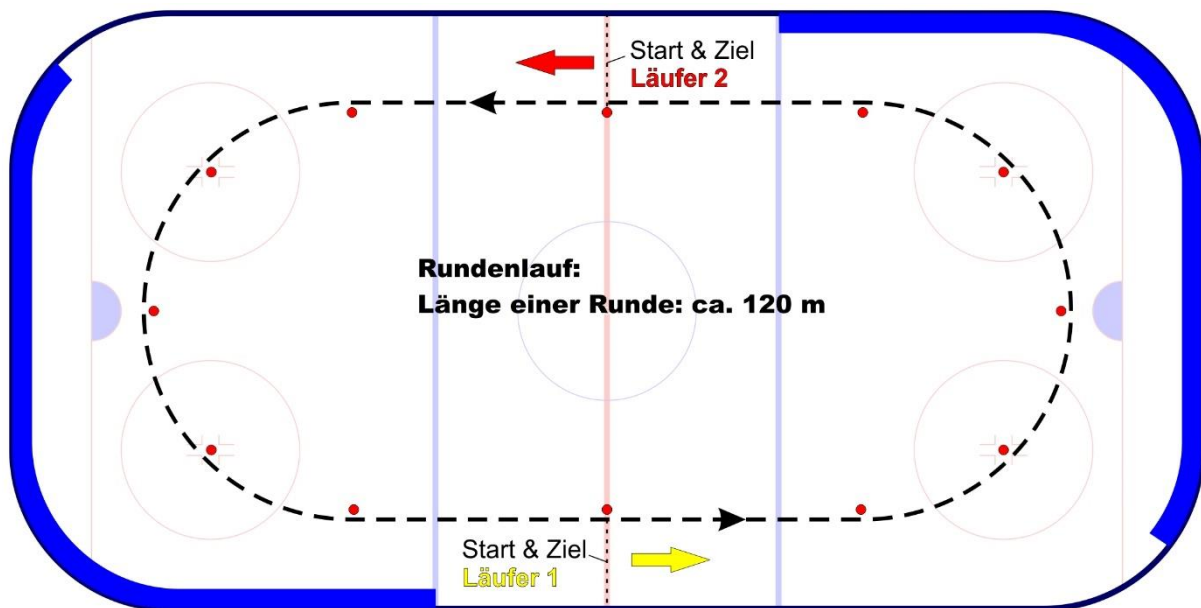 Start & Ziel
Läufer 2
Rundenlauf:
Länge einer Runde: ca. 120 m
Start & Ziel
Läufer 1